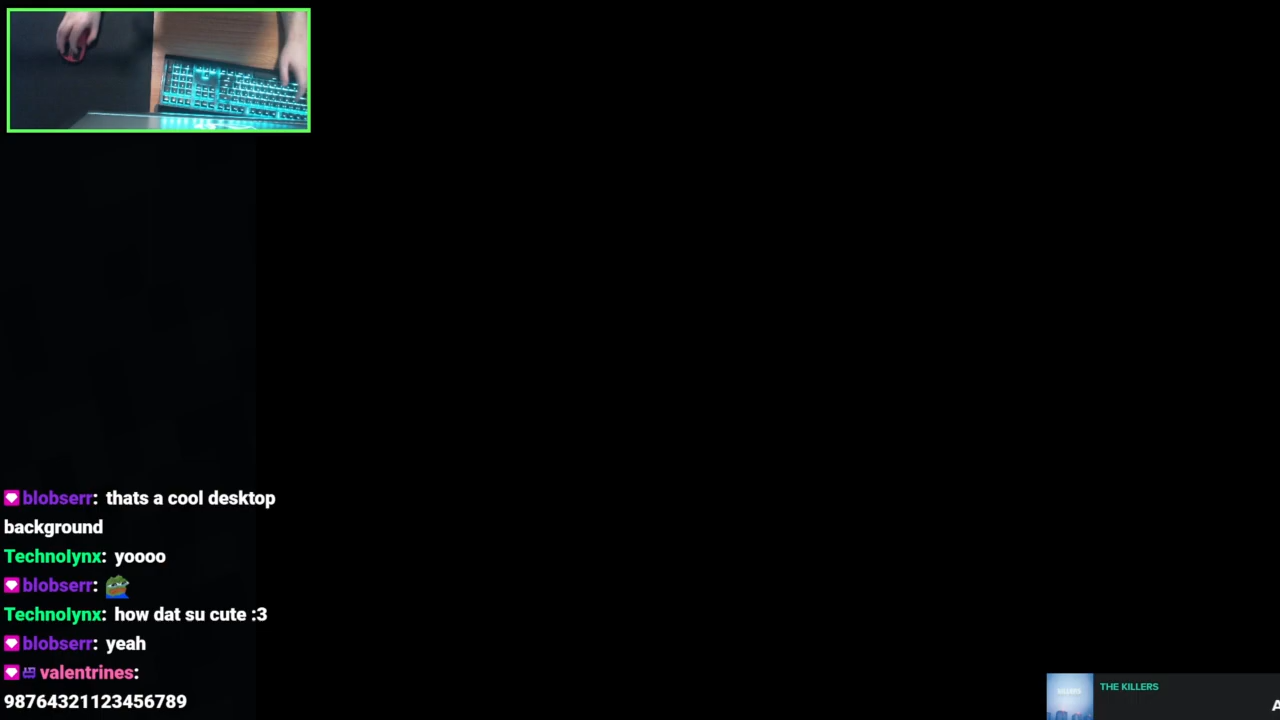 blobserr: thats a cool desktop
background
Technolynx: yoooo
blobserr:
Technolynx: how dat su cute :3
blobserr: yeah
valentrines:
98764321123456789
THE KILLERS